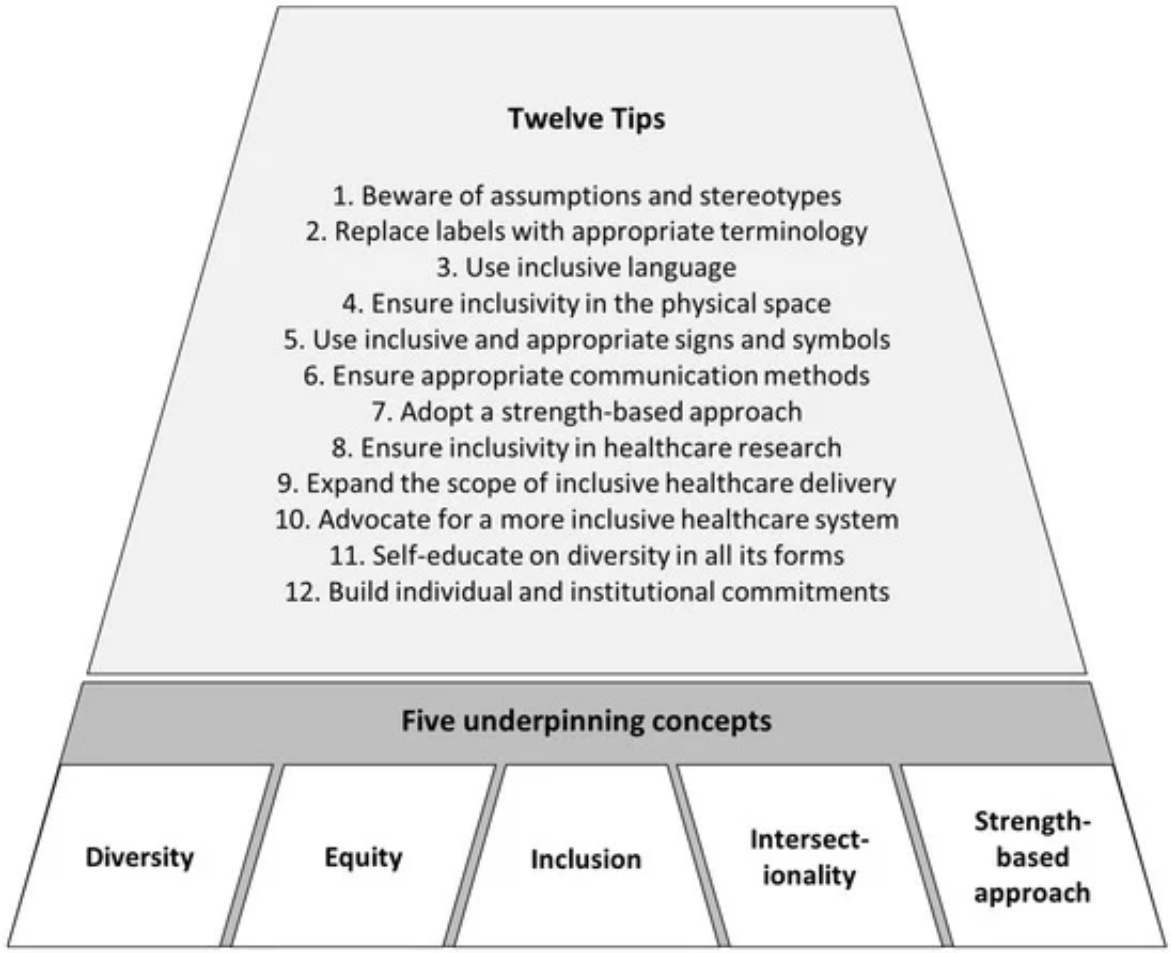 Twelve Tips
1. Beware of assumptions and stereotypes
2. Replace labels with appropriate terminology
3. Use inclusive language
4. Ensure inclusivity in the physical space
5. Use inclusive and appropriate signs and symbols
6. Ensure appropriate communication methods
7. Adopt a strength-based approach
8. Ensure inclusivity in healthcare research
9. Expand the scope of inclusive healthcare delivery
10. Advocate for a more inclusive healthcare system
11. Self-educate on diversity in all its forms
12. Build individual and institutional commitments
Five underpinning concepts
Diversity
Equity
Inclusion
Intersect-
ionality
Strength-
based
approach